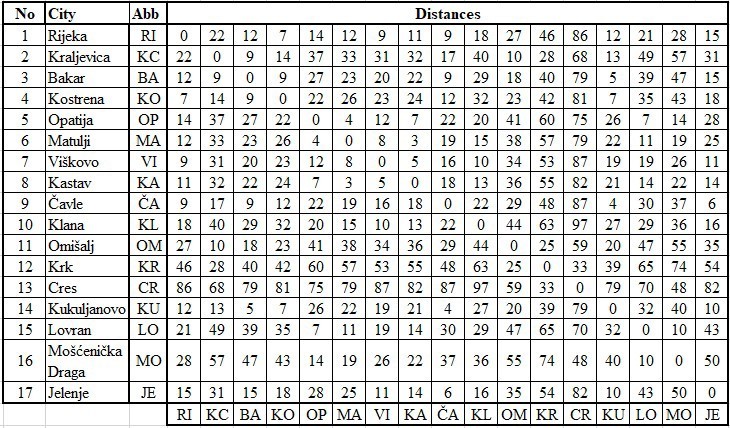 No City Abb Distances
1 Rijeka RI 0 22 12 7 14 12 9 11 9 18 27 46 86 12 21 28 15
2 Kraljevica KC 22 0 9 14 37 33 31 32 17 40 10 28 68 13 49 57 31
3 Bakar BA 12 9 0 9 27 23 20 22 9 29 18 40 79 5 39 47 15
4 Kostrena KO 7 14 9 0 22 26 23 24 12 32 23 42 81 7 35 43 18
5 Opatija OP 14 37 27 22 0 4 12 7 22 20 41 60 75 26 7 14 28
6 Matulji MA 12 33 23 26 4 0 8 3 19 15 38 57 79 22 11 19 25
7 Viškovo VI 9 31 20 23 12 8 0 5 16 10 34 53 87 19 19 26 11
8 Kastav KA 11 32 22 24 7 3 5 0 18 13 36 55 82 21 14 22 14
9 Čavle ČA 9 17 9 12 22 19 16 18 0 22 29 48 87 4 30 37 6
10 Klana KL 18 40 29 32 20 15 10 13 22 0 44 63 97 27 29 36 16
11 Omišalj OM 27 10 18 23 41 38 34 36 29 44 0 25 59 20 47 55 35
12 Krk KR 46 28 40 42 60 57 53 55 48 63 25 0 33 39 65 74 54
13 Cres CR 86 68 79 81 75 79 87 82 87 97 59 33 0 79 70 48 82
14 Kukuljanovo KU 12 13 5 7 26 22 19 21 4 27 20 39 79 0 32 40 10
15 Lovran LO 21 49 39 35 7 11 19 14 30 29 47 65 70 32 0 10 43
16 Mošćenička Draga MO 28 57 47 43 14 19 26 22 37 36 55 74 48 40 10 0 50
17 Jelenje JE 15 31 15 18 28 25 11 14 6 16 35 54 82 10 43 50 0
RI KC BA KO OP MA VI KA ČA KL OM KR CR KU LO MO JE